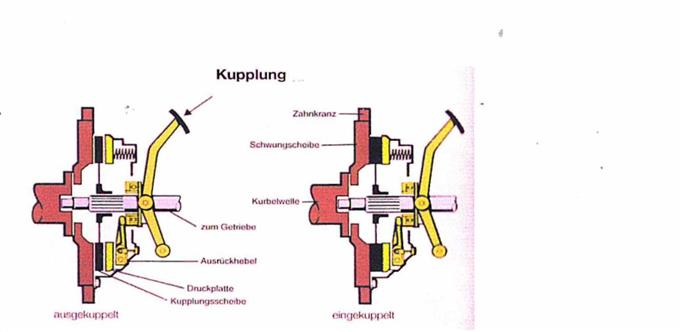 Kupplung
Zahnkranz
Schwungscheibe
Kurbelwelle
zum Getriebe
Ausrückhebel
Druckplatte
Kupplungsscheibe
ausgekuppelt
eingekuppelt